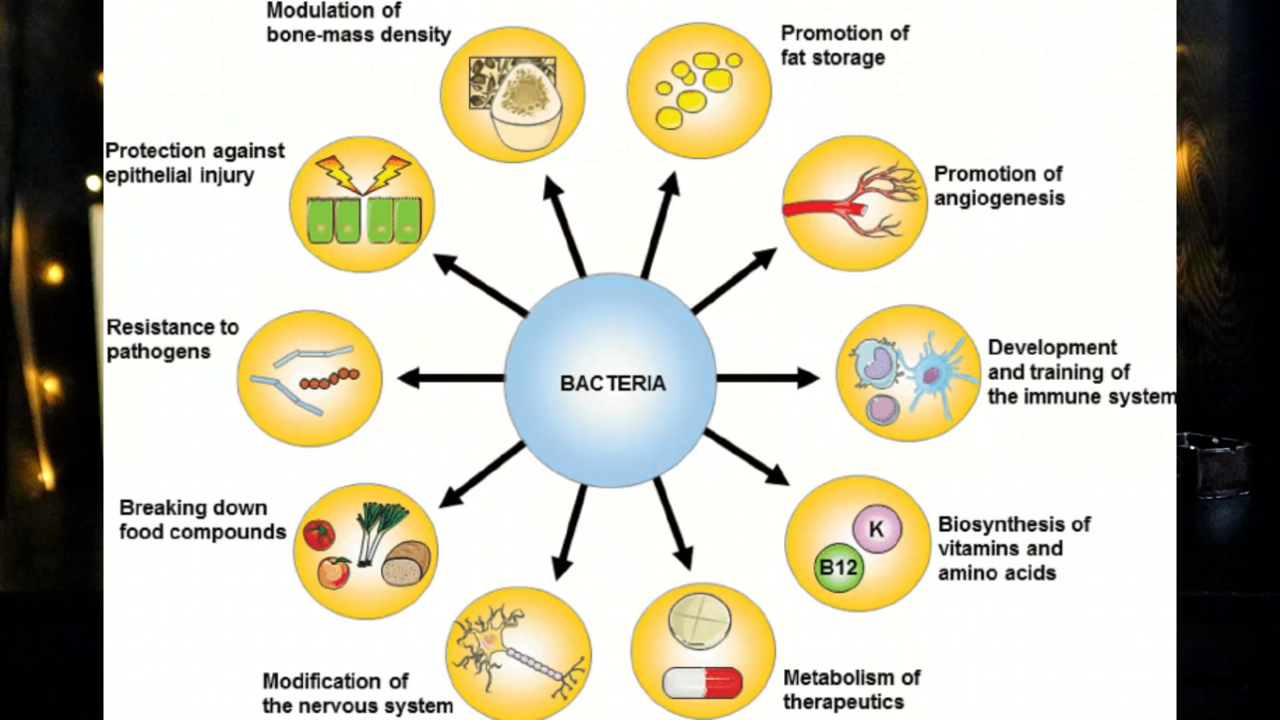 Modulation of
bone-mass density
Promotion of
fat storage
Protection against
epithelial injury
Promotion of
angiogenesis
Resistance to
pathogens
BACTERIA
Development
and training of
the immune system
Breaking down
food compounds
K
B12
Biosynthesis of
vitamins and
amino acids
Modification of
the nervous system
Metabolism of
therapeutics